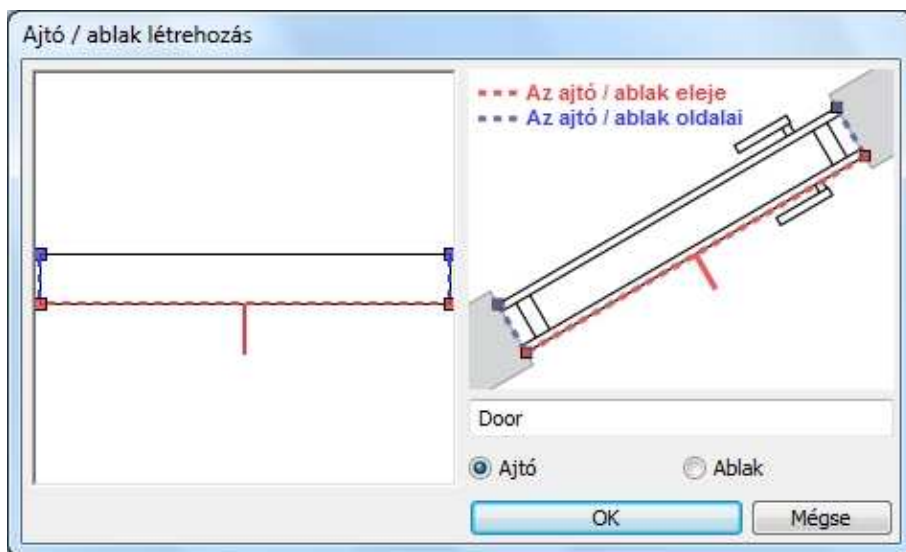 Ajtó / ablak létrehozás
Az ajtó / ablak eleje
Az ajtó / ablak oldalai
Door
Ajtó
Ablak
OK
Mégse